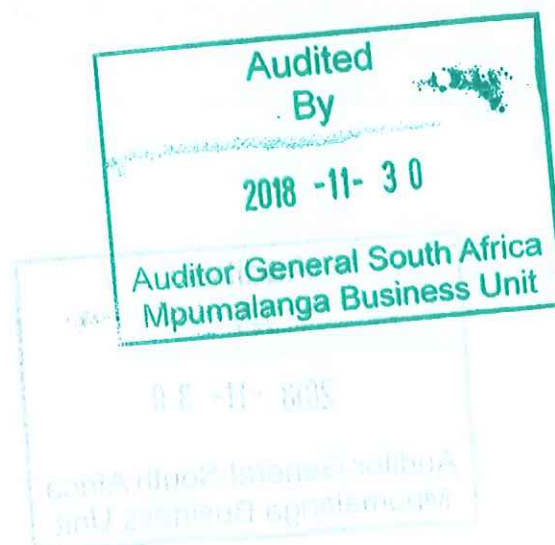 Audited
By
2018 -11- 30
Auditor General South Africa
Mpumalanga Business Unit